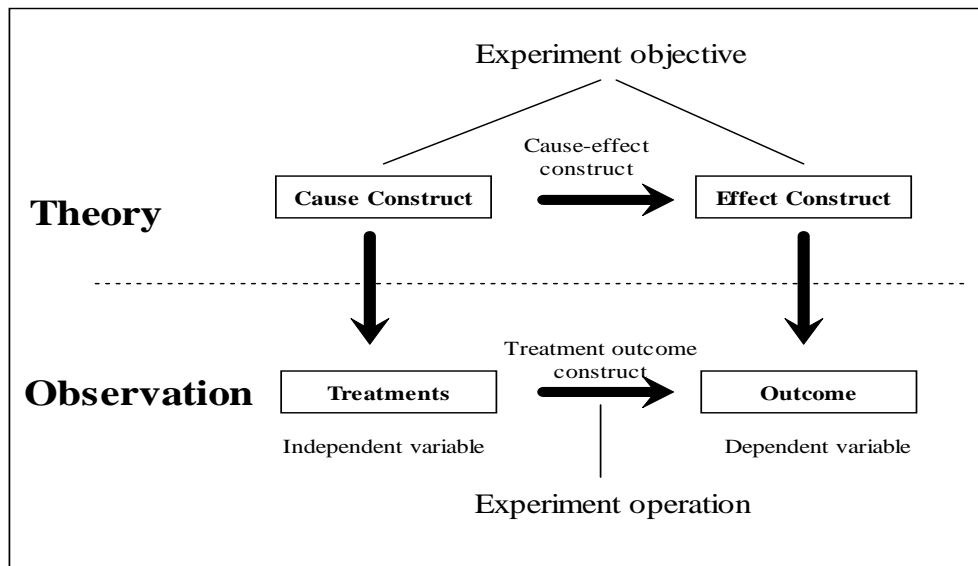 Experiment objective
Cause-effect
construct
Cause Construct
Effect Construct
Theory
Treatment outcome
construct
Observation
Treatments
Outcome
Independent variable
Dependent variable
Experiment operation